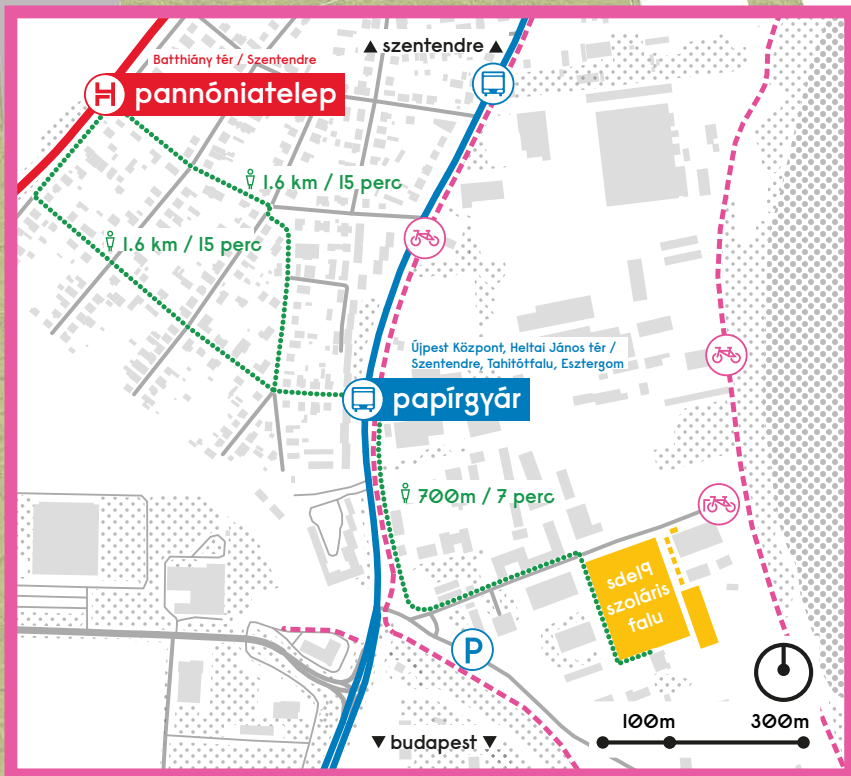 ▲ szentendre ▲
Batthiány tér / Szentendre
H pannóniatelep
1.6 km / 15 perc
1.6 km / 15 perc
Újpest Központ, Heltai János tér /
Szentendre, Tahitótfalu, Esztergom
papírgyár
700m / 7 perc
sdelq
szoláris
falu
P
100m 300m
▼ budapest ▼